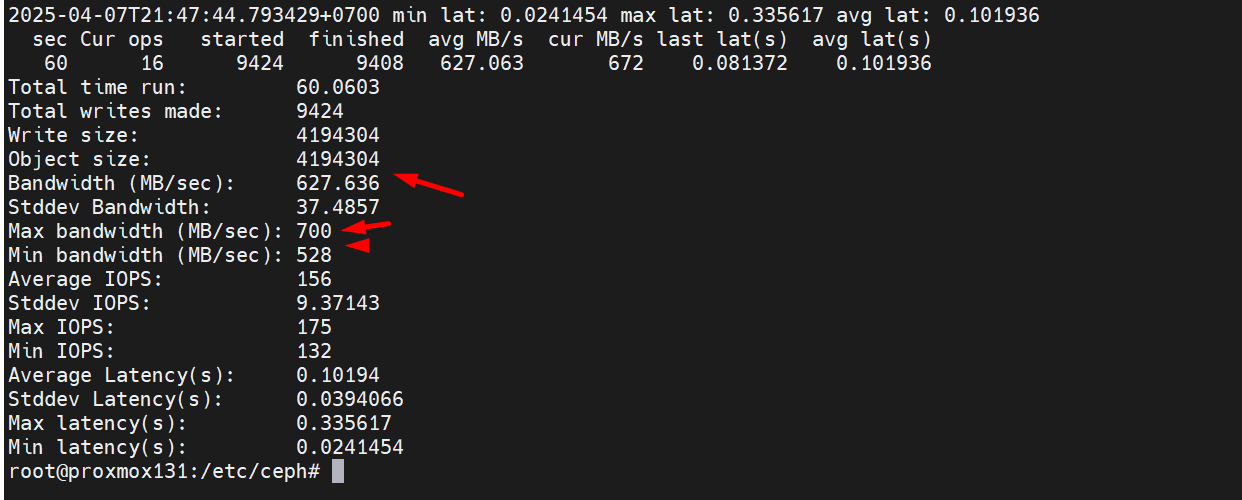 2025-04-07T21:47:44.793429+0700 min lat: 0.0241454 max lat: 0.335617 avg lat: 0.101936
sec Cur ops started finished avg MB/s cur MB/s last lat(s) avg lat(s)
60 16 9424 9408 627.063 672 0.081372 0.101936
Total time run: 60.0603
Total writes made: 9424
Write size: 4194304
Object size: 4194304
Bandwidth (MB/sec): 627.636
Stddev Bandwidth: 37.4857
Max bandwidth (MB/sec): 700
Min bandwidth (MB/sec): 528
Average IOPS: 156
Stddev IOPS: 9.37143
Max IOPS: 175
Min IOPS: 132
Average Latency(s): 0.10194
Stddev Latency(s): 0.0394066
Max latency(s): 0.335617
Min latency(s): 0.0241454
root@proxmox131:/etc/ceph#